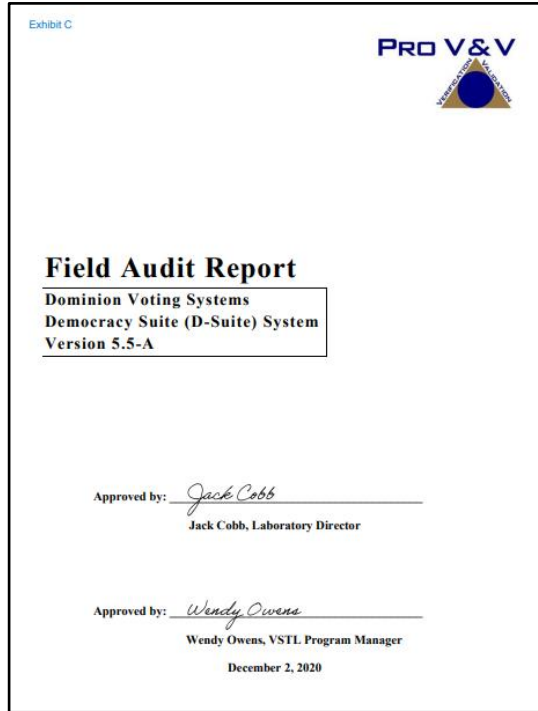 Exhibit C
PRO V&V
VERIFICATION VALIDATION
Field Audit Report
Dominion Voting Systems
Democracy Suite (D-Suite) System
Version 5.5-A
Approved by: Jack Cobb
Jack Cobb, Laboratory Director
Approved by: Wendy Owens
Wendy Owens, VSTL Program Manager
December 2, 2020